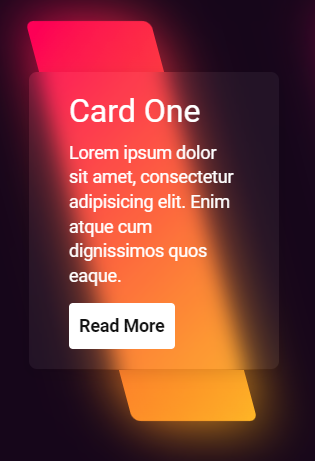 Card One
Lorem ipsum dolor
sit amet, consectetur
adipisicing elit. Enim
atque cum
dignissimos quos
eaque.
Read More